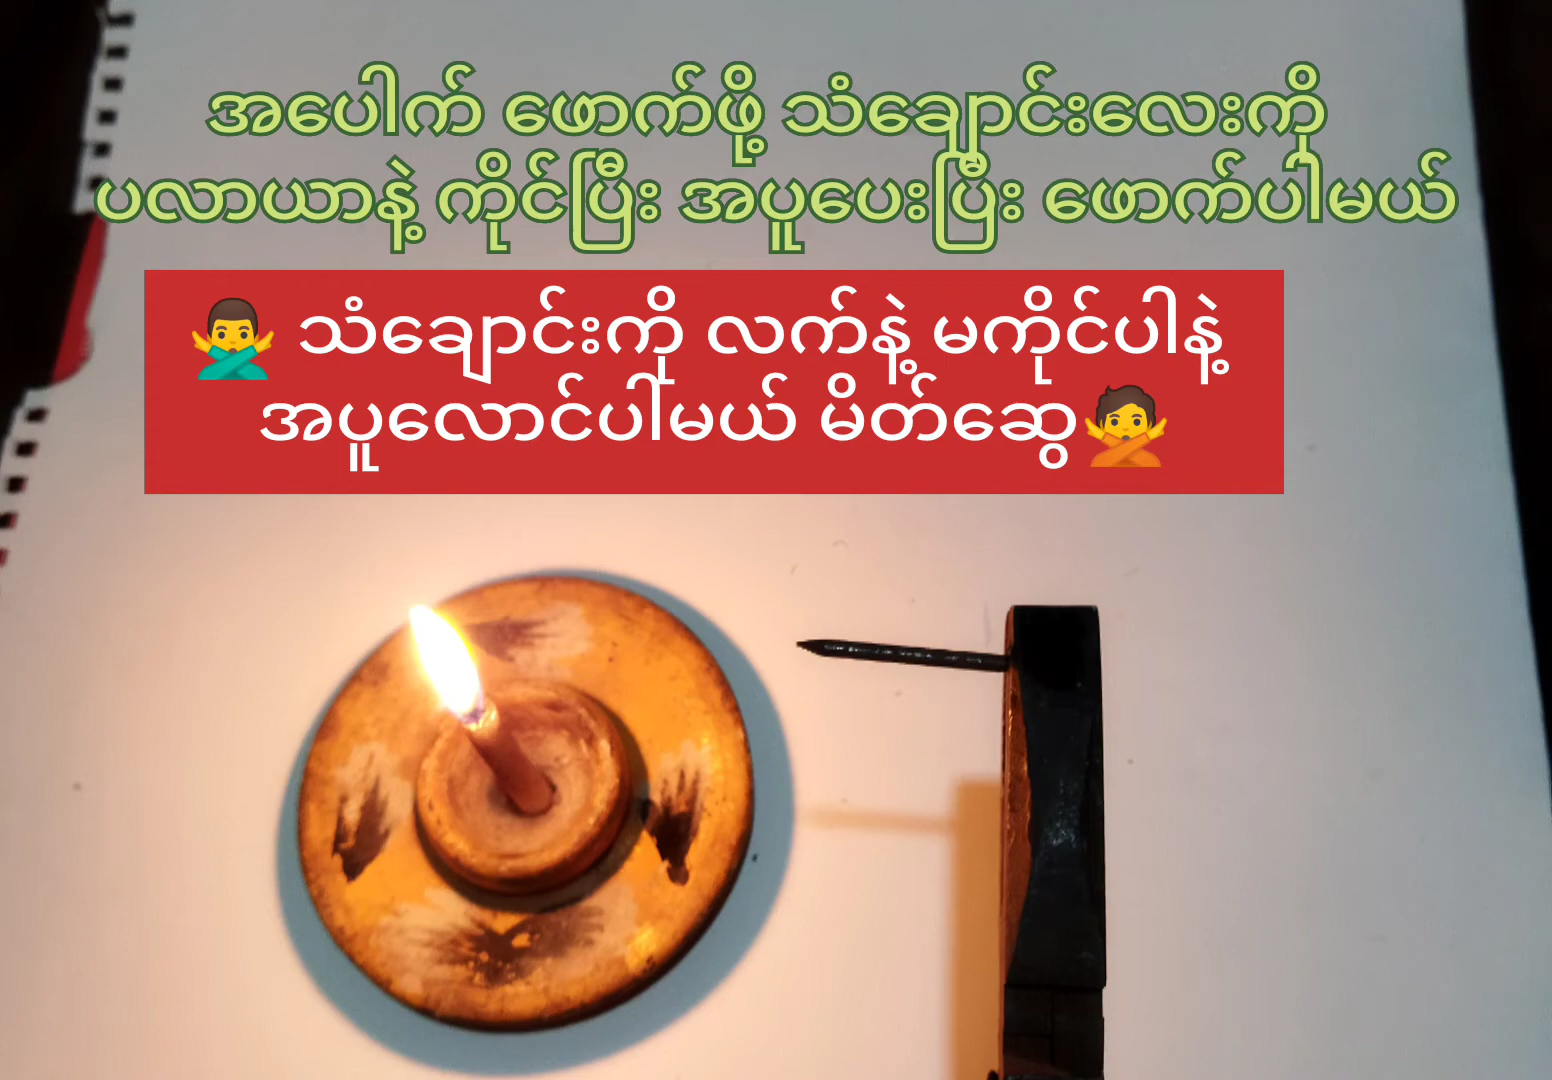 အပေါက် ဖောက်ဖို့ သံချောင်းလေးကို
ပလာယာနဲ့ ကိုင်ပြီး အပူပေးပြီး ဖောက်ပါမယ်
🙅‍♂️ သံချောင်းကို လက်နဲ့ မကိုင်ပါနဲ့
အပူလောင်ပါမယ် မိတ်ဆွေ🙅